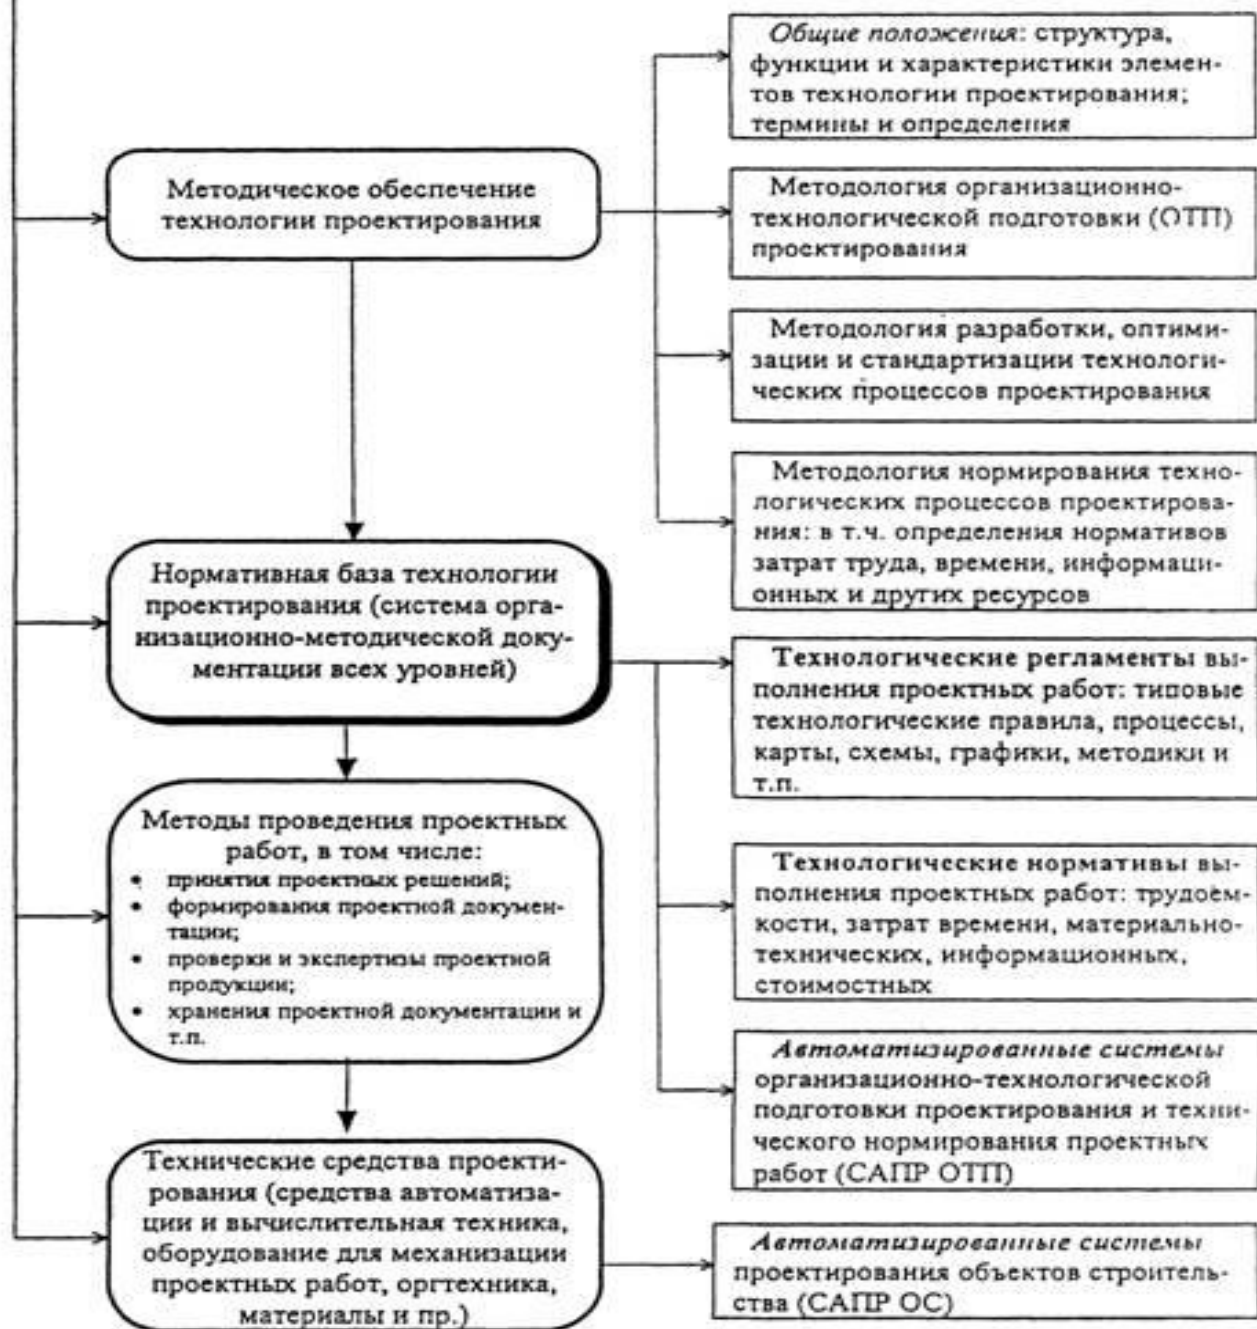 Общие положения: структура,
функции и характеристики элемен-
тов технологии проектирования;
термины и определения
Методическое обеспечение
технологии проектирования
Методология организационно-
технологической подготовки (ОТП)
проектирования
Методология разработки, оптими-
зации и стандартизации технологи-
ческих процессов проектирования
Методология нормирования техно-
логических процессов проектирова-
ния: в т.ч. определения нормативов
затрат труда, времени, информаци-
онных и других ресурсов
Нормативная база технологии
проектирования (система орга-
низационно-методической доку-
ментации всех уровней)
Технологические регламенты вы-
полнения проектных работ: типовые
технологические правила, процессы,
карты, схемы, графики, методики и
т.п.
Методы проведения проектных
работ, в том числе:
• принятия проектных решений;
• формирования проектной докумен-
тации;
• проверки и экспертизы проектной
продукции;
• хранения проектной документации и
т.п.
Технологические нормативы вы-
полнения проектных работ: трудоем-
кости, затрат времени, материально-
технических, информационных,
стоимостных
Автоматизированные системы
организационно-технологической
подготовки проектирования и техни-
ческого нормирования проектных
работ (САПР ОТП)
Технические средства проекти-
рования (средства автоматиза-
ции и вычислительная техника,
оборудование для механизации
проектных работ, оргтехника,
материалы и пр.)
Автоматизированные системы
проектирования объектов строитель-
ства (САПР ОС)